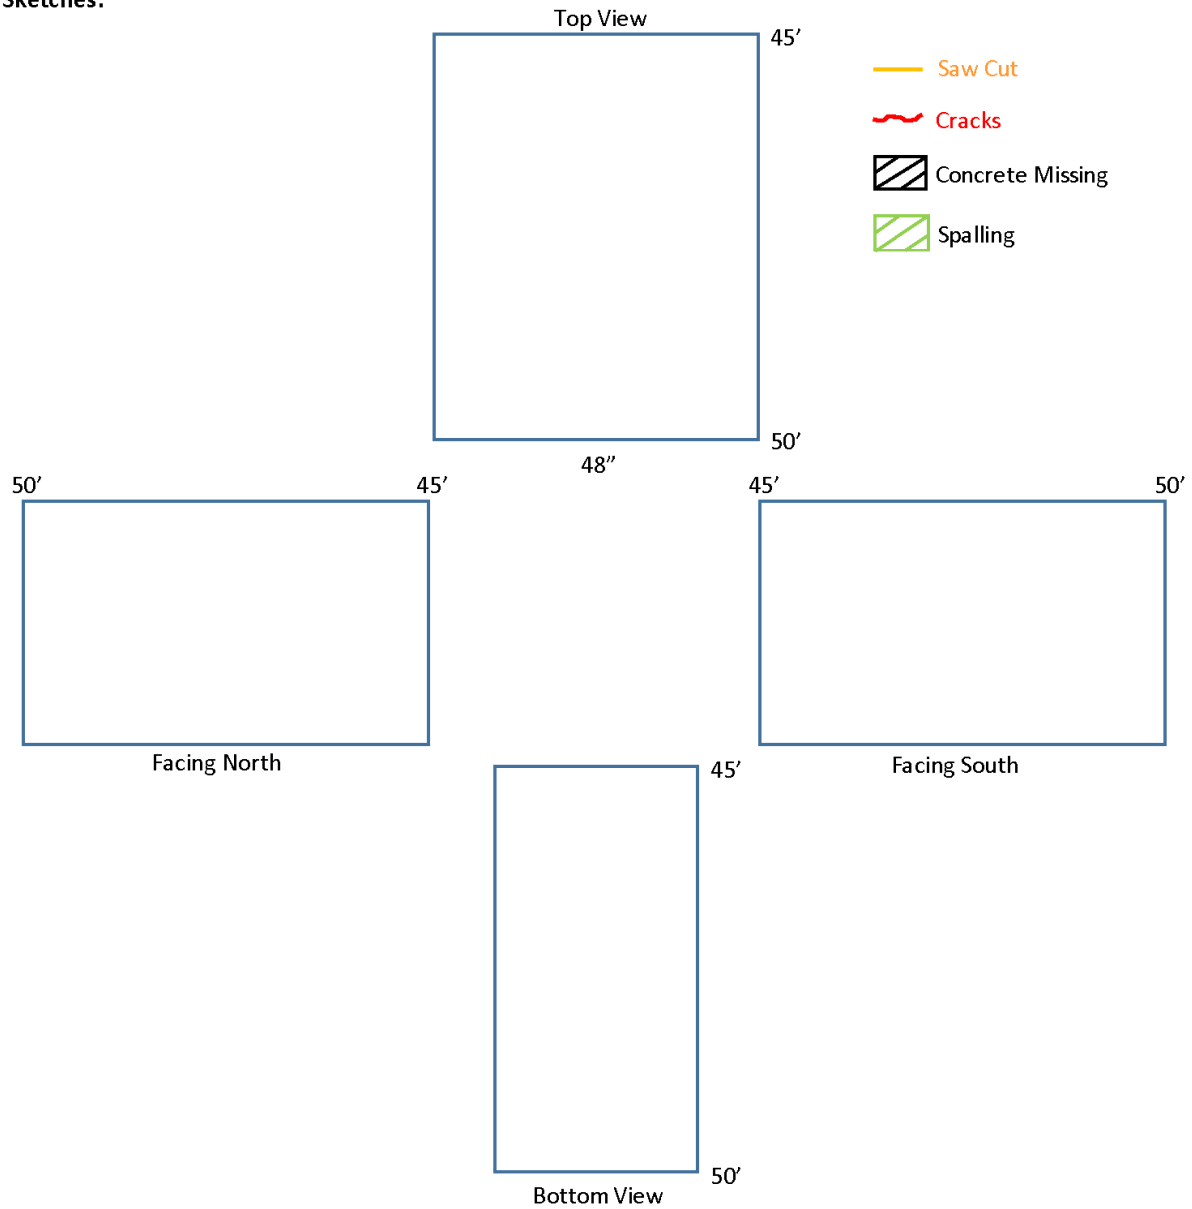 Sketches:
Top View
45’
Saw Cut
Cracks
Concrete Missing
Spalling
50’
48”
50’
45’
45’
50’
Facing North
Facing South
45’
50’
Bottom View